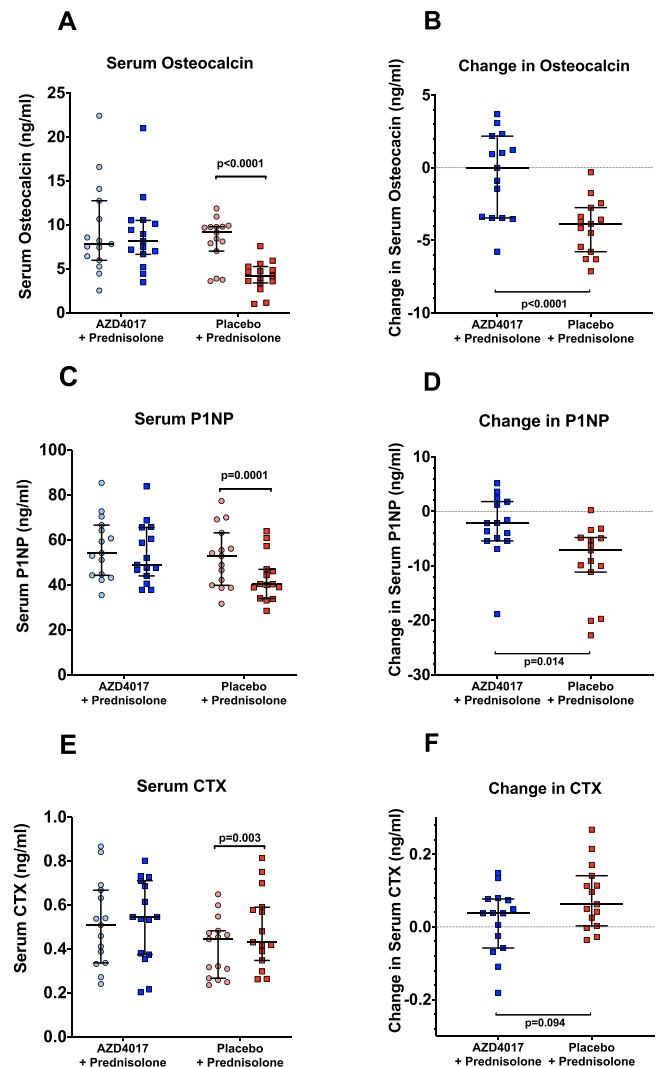 A
Serum Osteocalcin
Serum Osteocalcin (ng/ml)
25
20
15
10
5
0
p<0.0001
AZD4017
+ Prednisolone
Placebo
+ Prednisolone
B
Change in Osteocalcin
Change in Serum Osteocacin (ng/ml)
5
0
-5
-10
p<0.0001
AZD4017
+ Prednisolone
Placebo
+ Prednisolone
C
Serum P1NP
Serum P1NP (ng/ml)
100
80
60
40
20
0
p=0.0001
AZD4017
+ Prednisolone
Placebo
+ Prednisolone
D
Change in P1NP
Change in Serum P1NP (ng/ml)
10
0
-10
-20
-30
p=0.014
AZD4017
+ Prednisolone
Placebo
+ Prednisolone
E
Serum CTX
Serum CTX (ng/ml)
1.0
0.8
0.6
0.4
0.2
0.0
p=0.003
AZD4017
+ Prednisolone
Placebo
+ Prednisolone
F
Change in CTX
Change in Serum CTX (ng/ml)
0.2
0.0
-0.2
p=0.094
AZD4017
+ Prednisolone
Placebo
+ Prednisolone